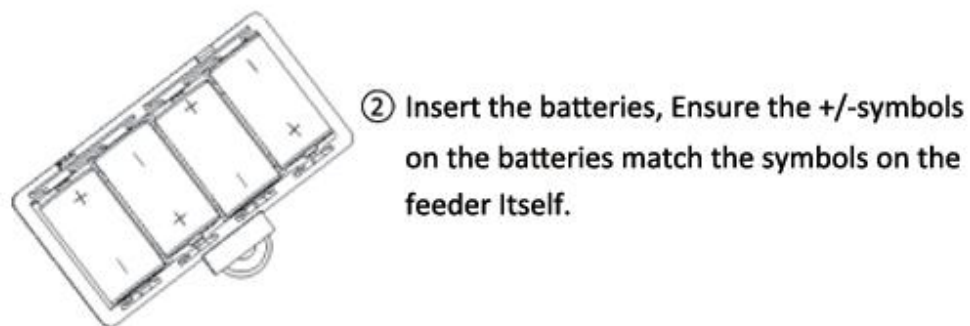 ② Insert the batteries, Ensure the +/-symbols
on the batteries match the symbols on the
feeder Itself.
+ - + -
- + - +